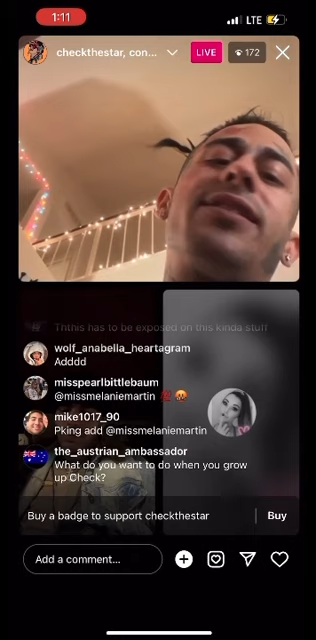 1:11
LTE
checkthestar, con...
LIVE
172
Ththis has to be exposed on this kinda stuff
wolf_anabella_heartagram
Adddd
misspearlbittlebaum
@missmelaniemartin 💯🤬
mike1017_90
Pking add @missmelaniemartin
the_austrian_ambassador
What do you want to do when you grow
up Check?
Buy a badge to support checkthestar
Buy
Add a comment...